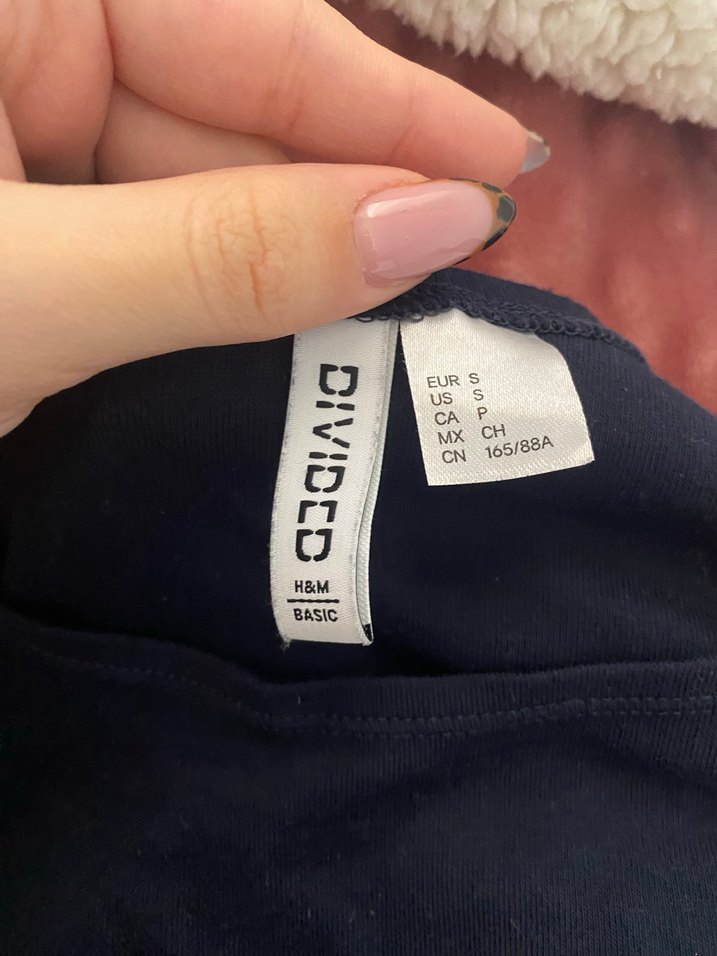 DIVIDED
H&M
BASIC
EUR S
US S
CA P
MX CH
CN 165/88A